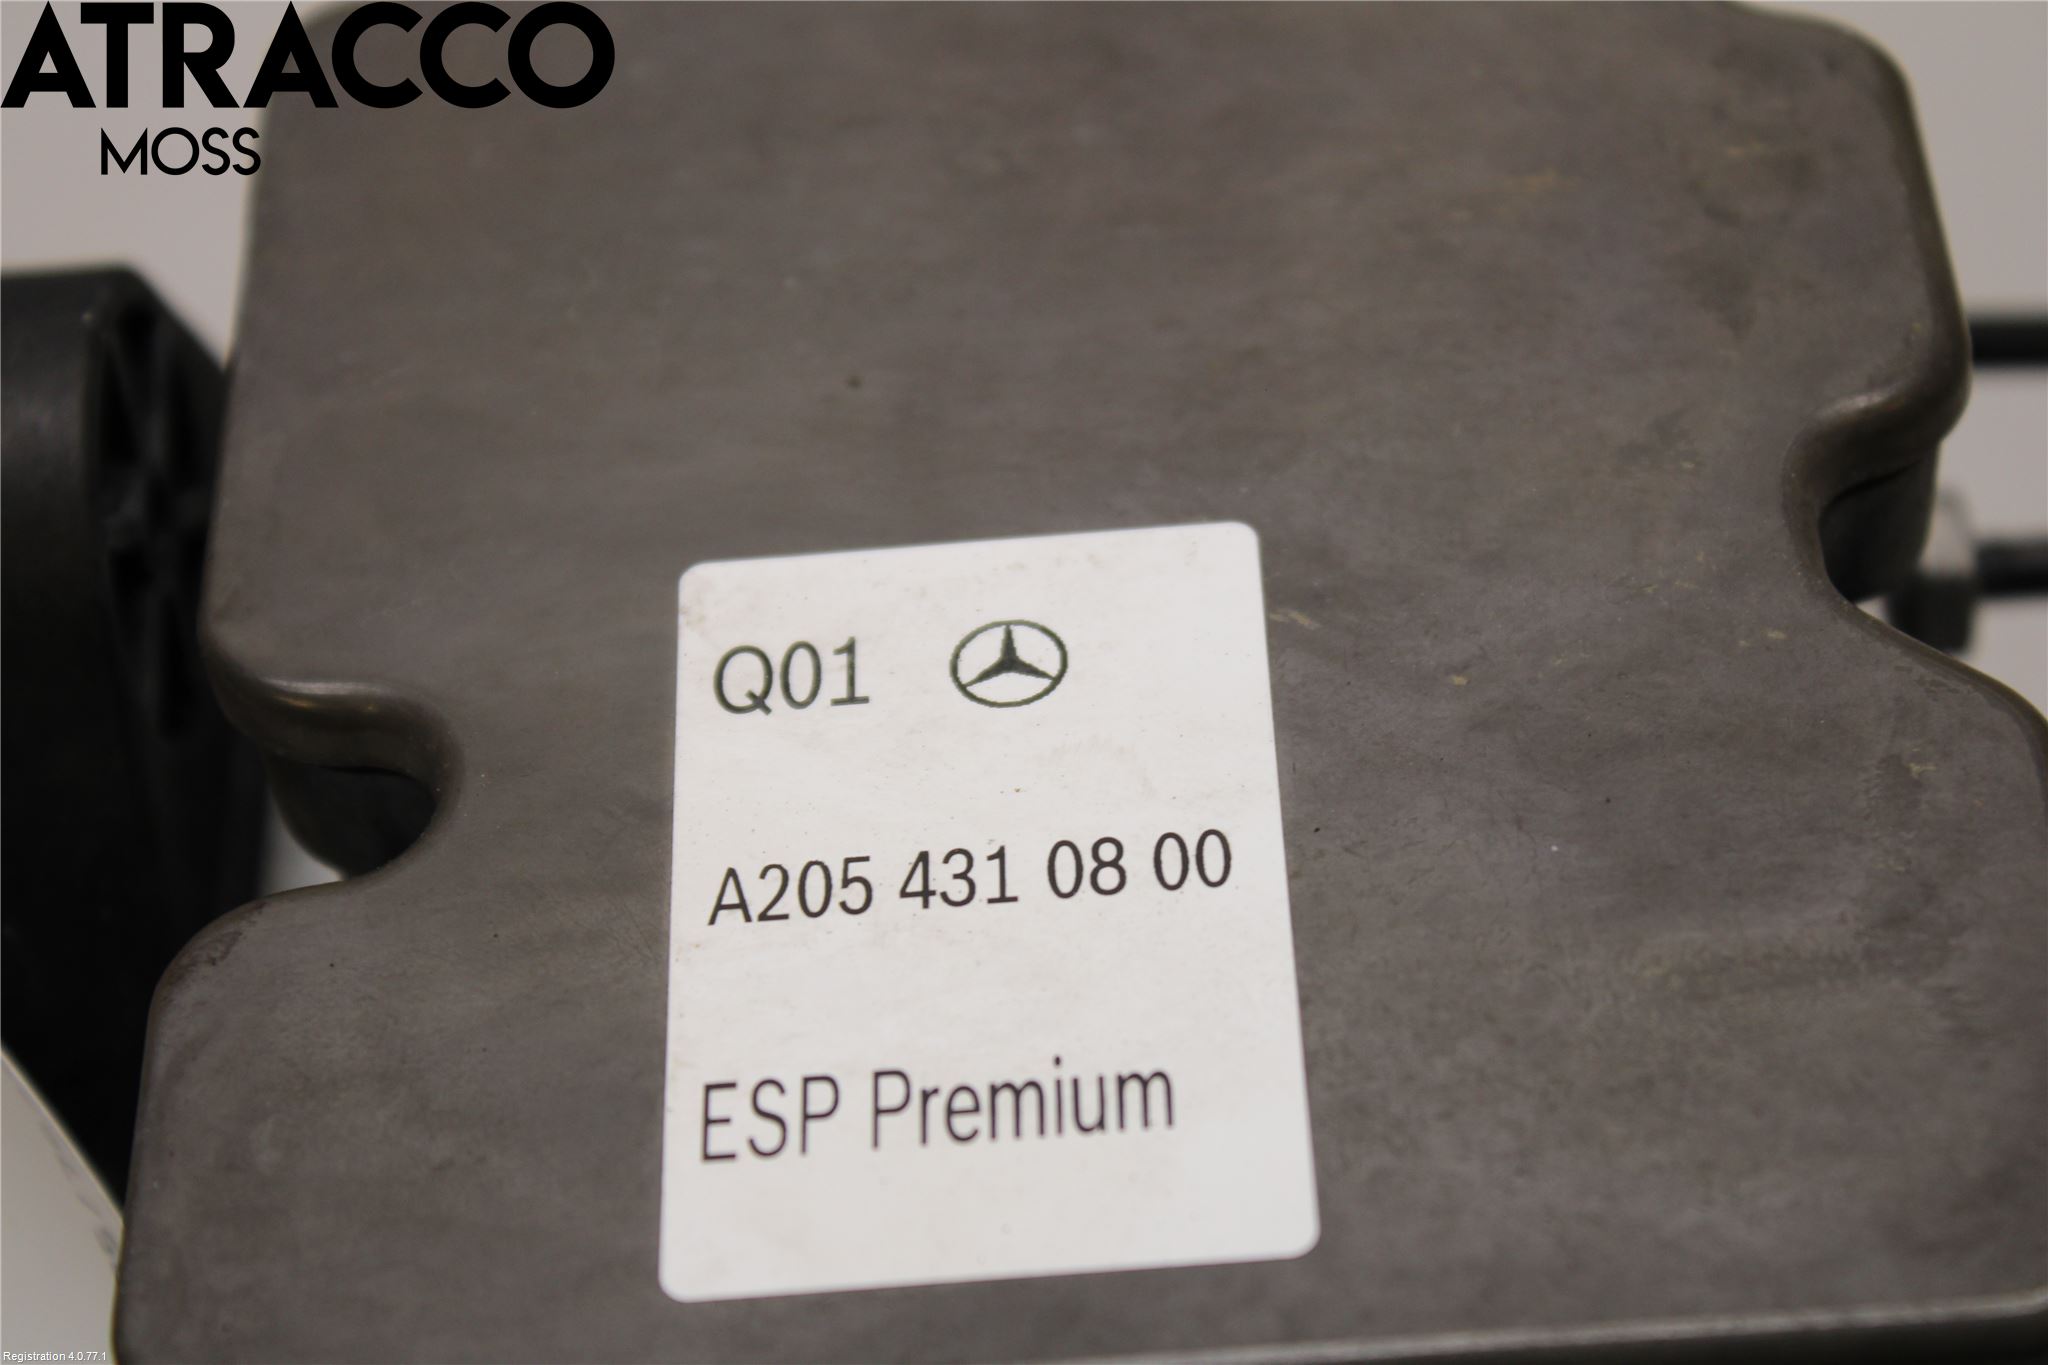 ATRACCO
MOSS
Q01
A205 431 08 00
ESP Premium
Registration 4.0.77.1